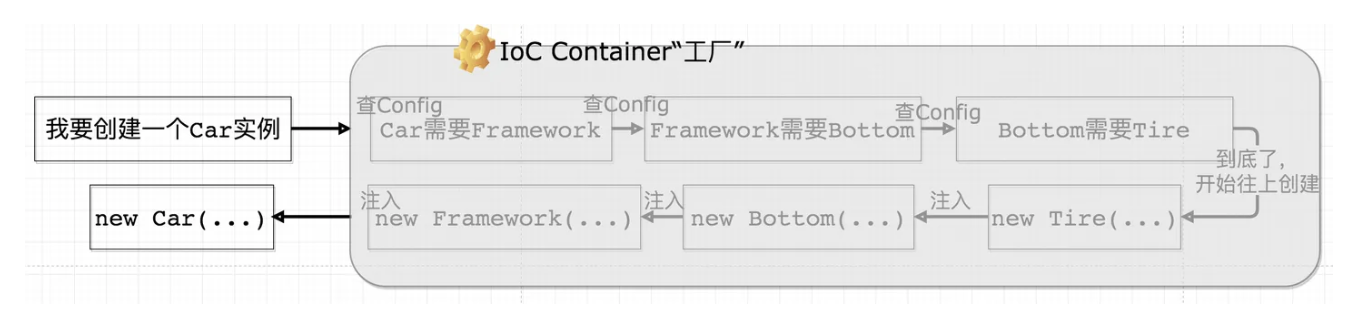 IoC Container“工厂”
我要创建一个Car实例
查Config
Car需要Framework
查Config
Framework需要Bottom
查Config
Bottom需要Tire
到底了，
开始往上创建
new Tire(...)
注入
new Bottom(...)
注入
new Framework(...)
注入
new Car(...)